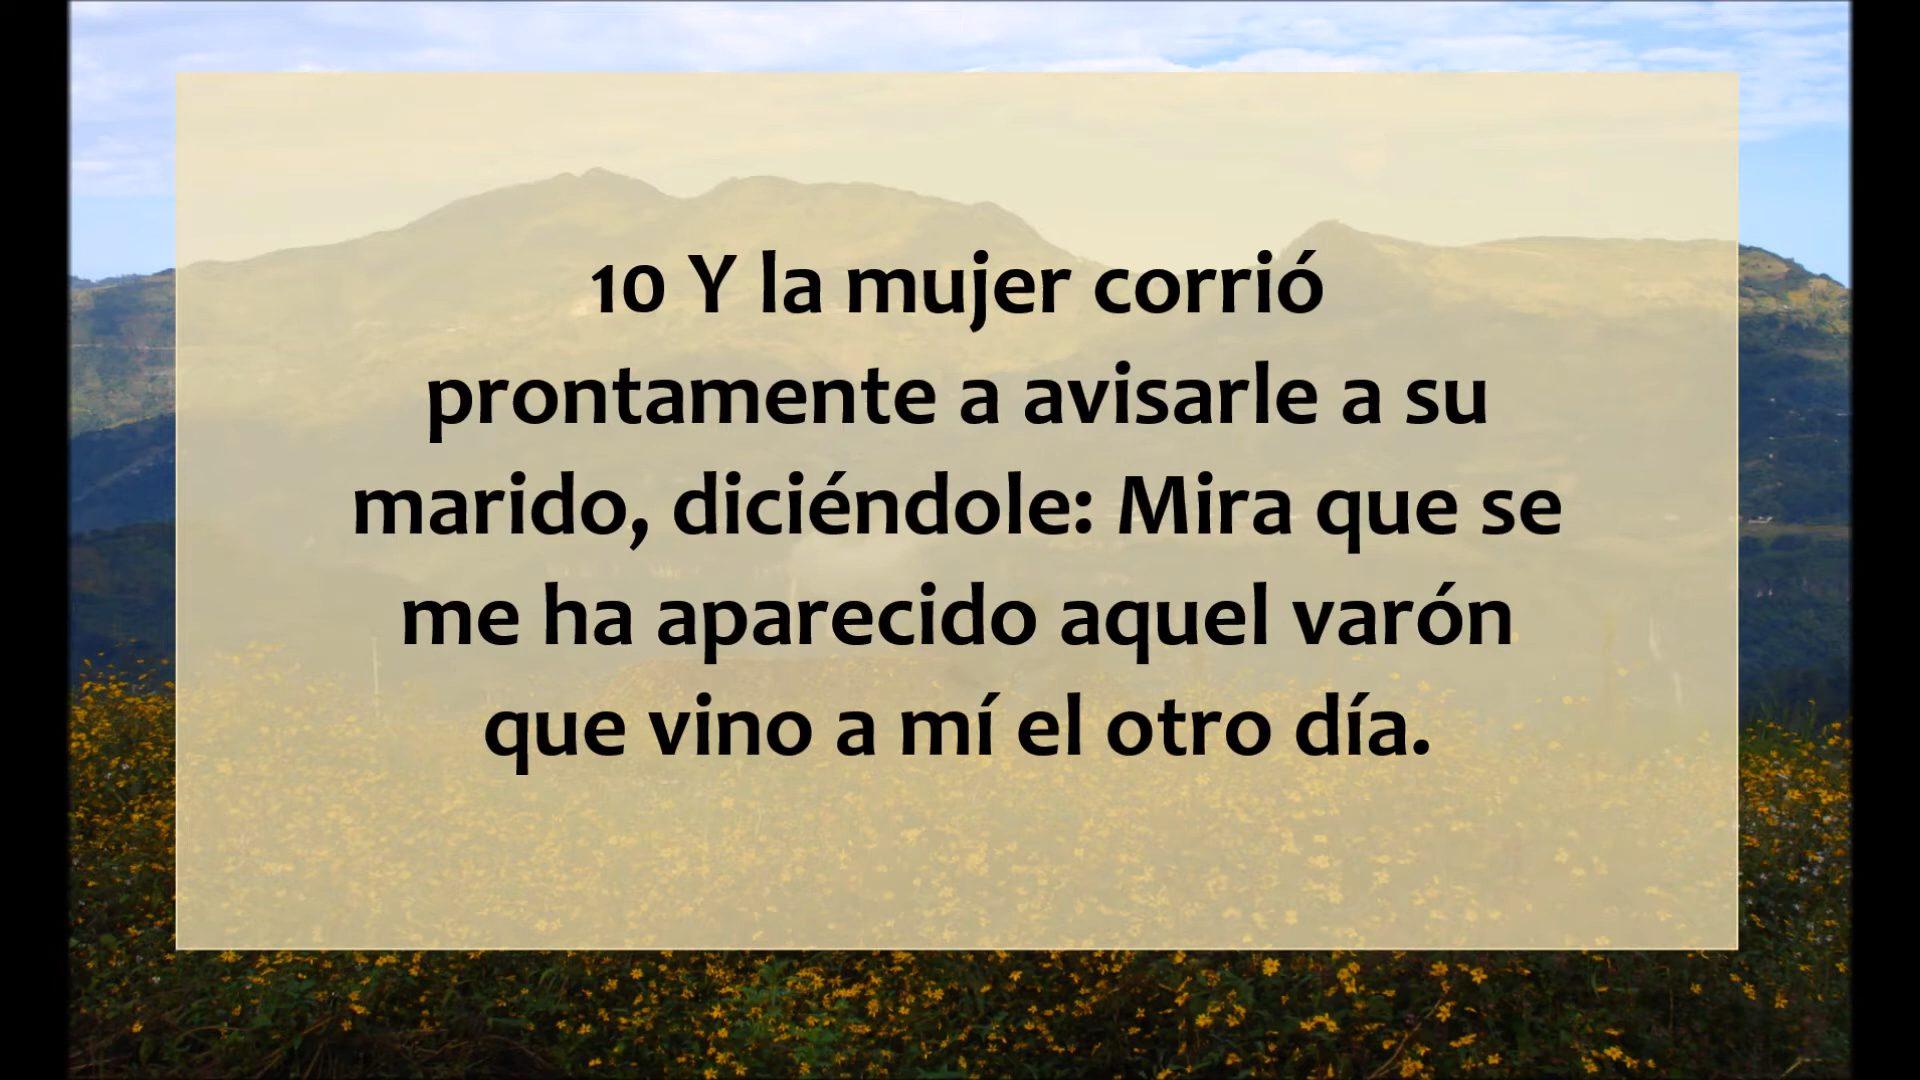 10 Y la mujer corrió
prontamente a avisarle a su
marido, diciéndole: Mira que se
me ha aparecido aquel varón
que vino a mí el otro día.